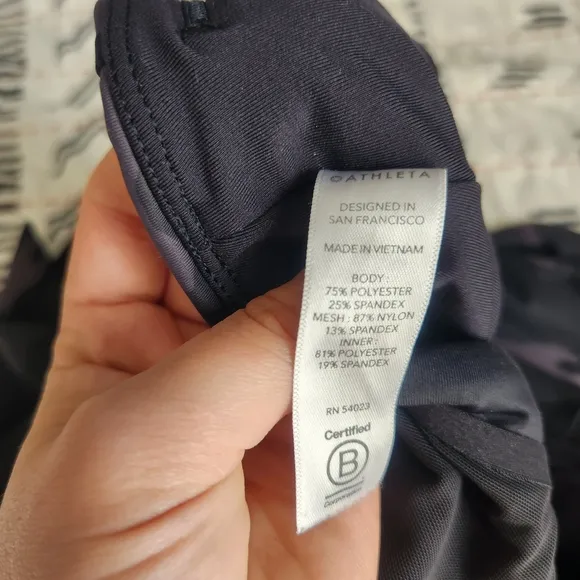 ATHLETA
DESIGNED IN
SAN FRANCISCO
MADE IN VIETNAM
BODY :
75% POLYESTER
25% SPANDEX
MESH : 87% NYLON
13% SPANDEX
INNER :
81% POLYESTER
19% SPANDEX
RN 54023
Certified
B
Corporation